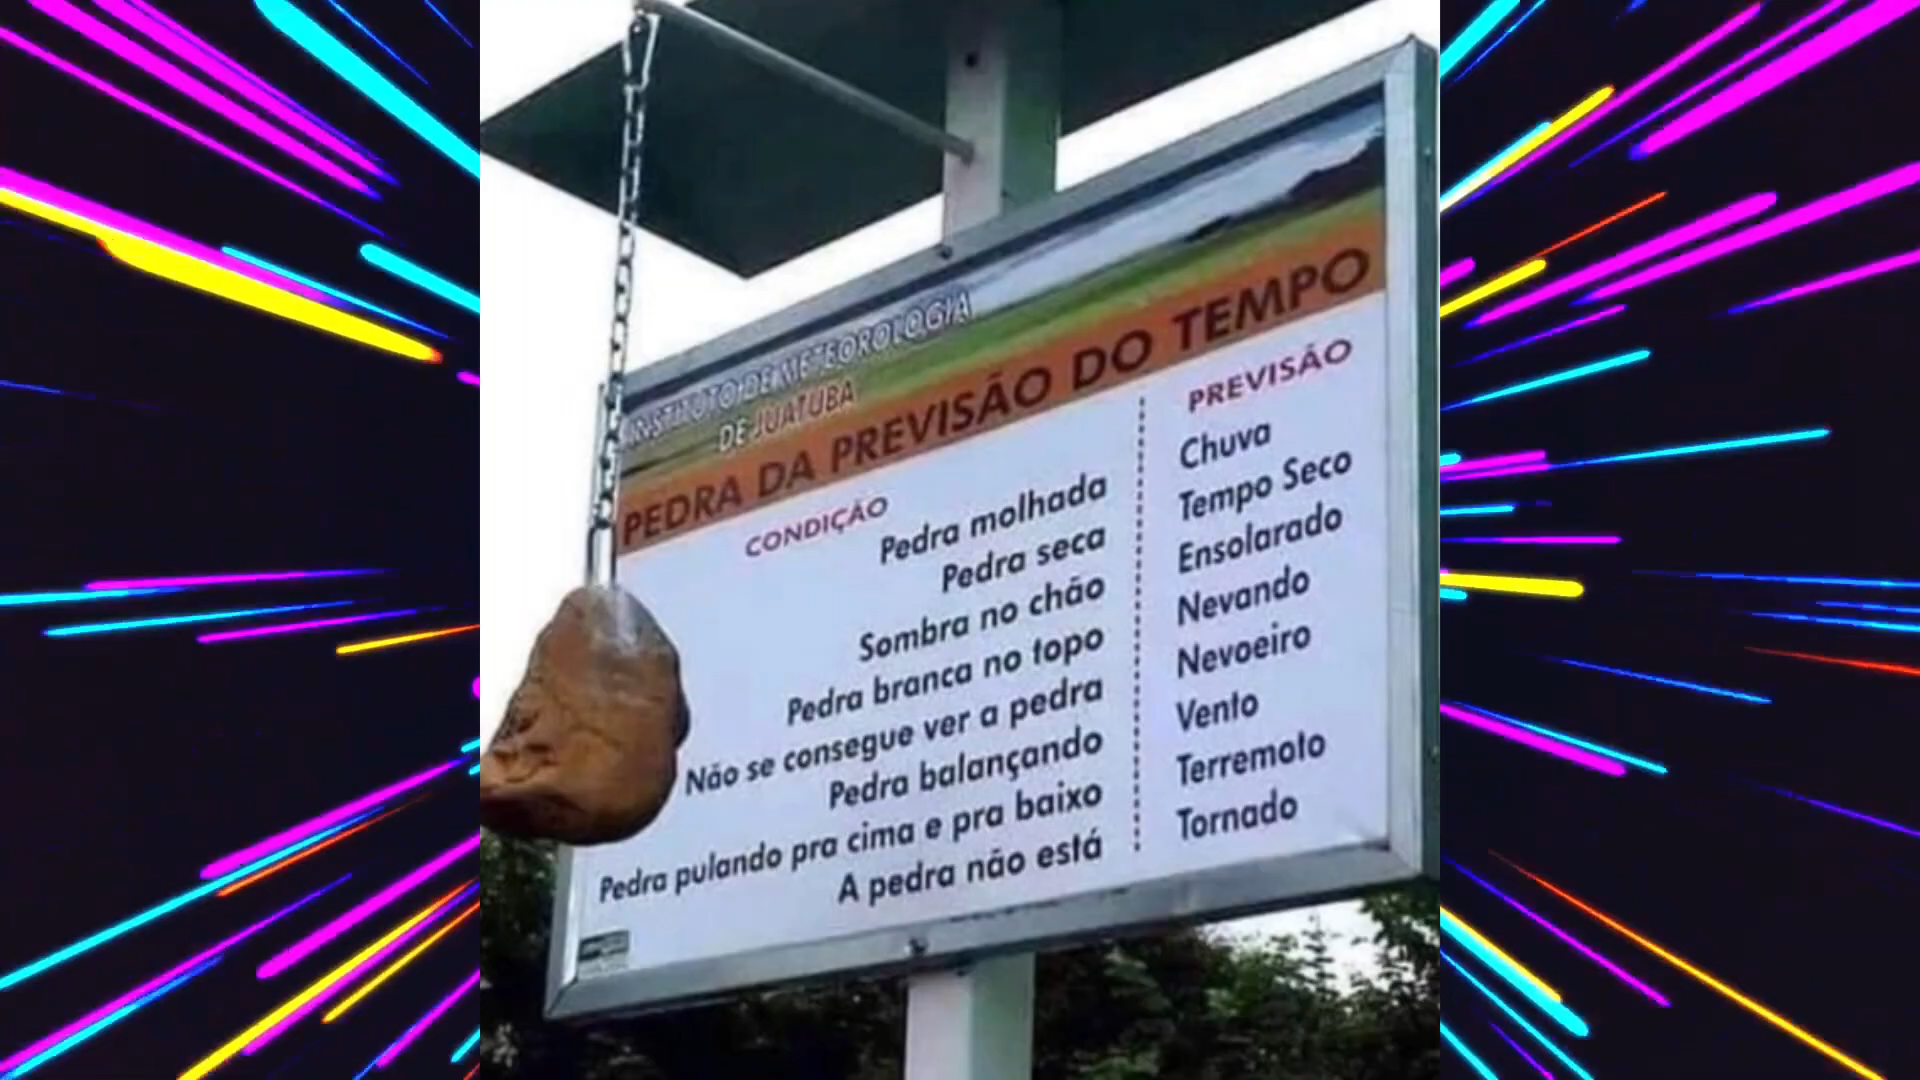 INSTITUTO DE METEOROLOGIA
DE JUATUBA
PEDRA DA PREVISÃO DO TEMPO
CONDIÇÃO PREVISÃO
Pedra molhada Chuva
Pedra seca Tempo Seco
Sombra no chão Ensolarado
Pedra branca no topo Nevando
Não se consegue ver a pedra Nevoeiro
Pedra balançando Vento
Pedra pulando pra cima e pra baixo Terremoto
A pedra não está Tornado